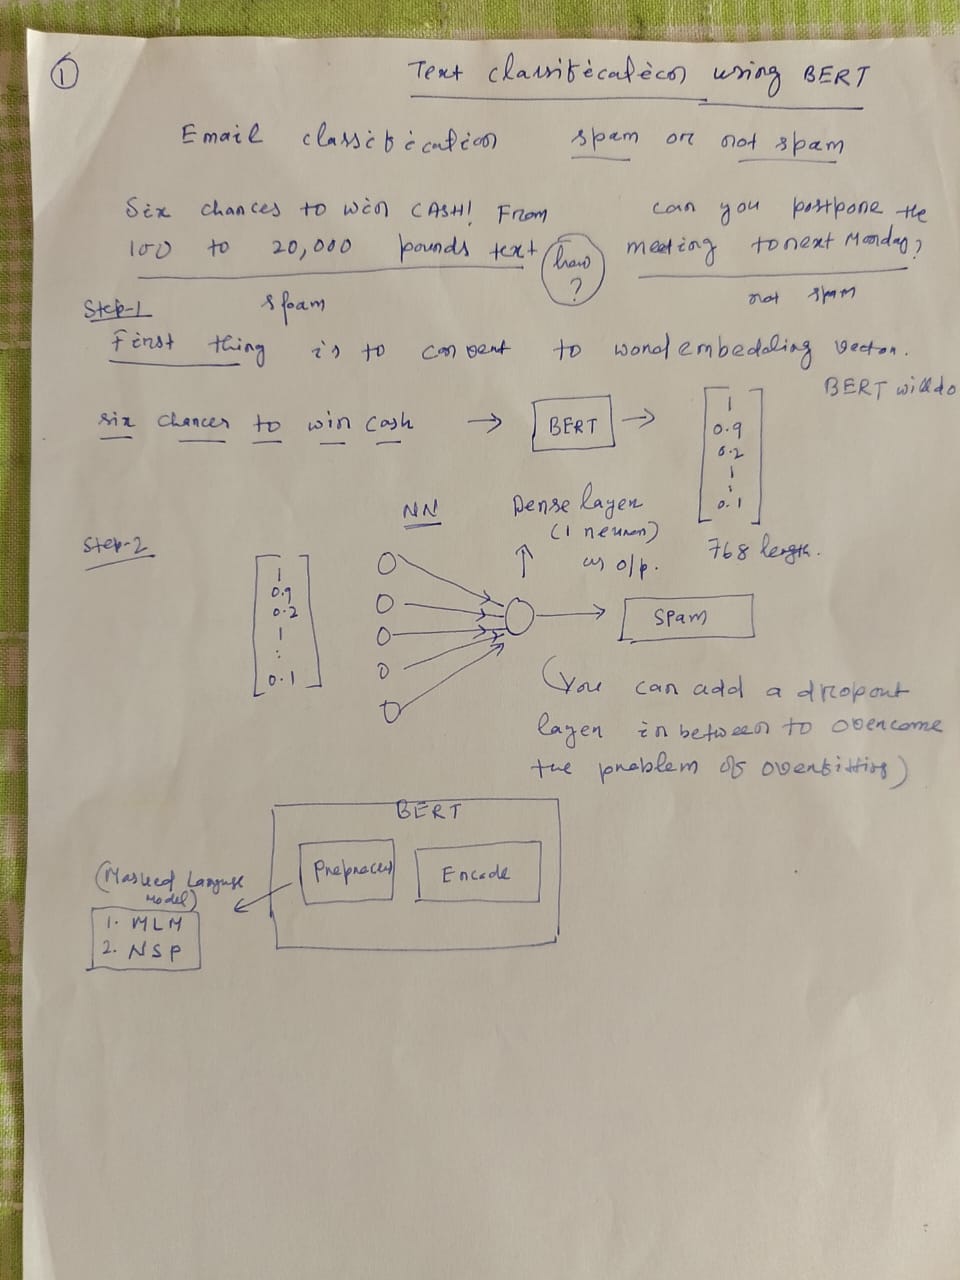 1
Text classification using BERT
Email classification spam or not spam
Six chances to win CASH! From
100 to 20,000 pounds text
how
?
can you postpone the
meeting to next Monday?
spam
not spam
Step-1
First thing is to convert to word embedding vector.
BERT will do
six chances to win cash → BERT →
1
0.9
0.2
1
:
0.1
768 length.
Step-2
NN
Dense layer
(1 neuron)
as o/p.
1
0.9
0.2
1
:
0.1
Spam
(You can add a dropout
layer in between to overcome
the problem of overfitting)
BERT
Preprocess
Encode
(Masked Language
Model)
1. MLM
2. NSP